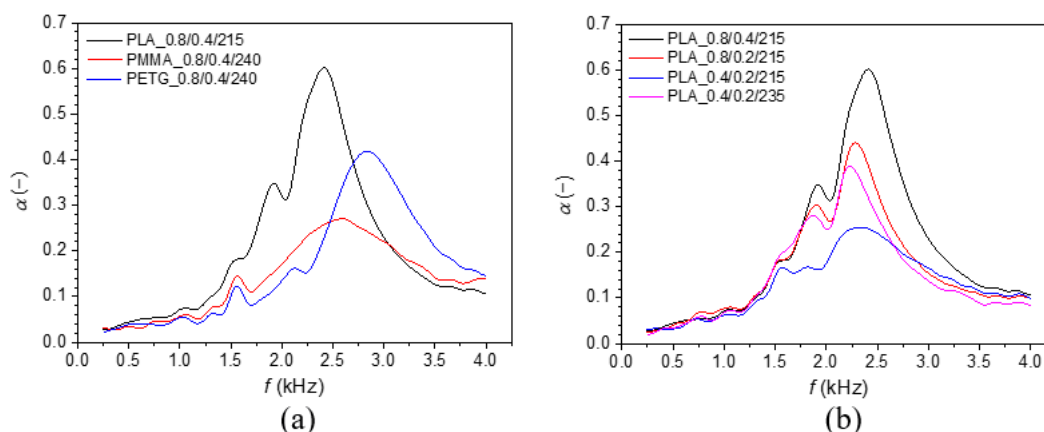 PLA_0.8/0.4/215
PMMA_0.8/0.4/240
PETG_0.8/0.4/240
0.7
0.6
0.5
0.4
0.3
0.2
0.1
0.0
α (−)
0.0 0.5 1.0 1.5 2.0 2.5 3.0 3.5 4.0
f (kHz)
(a)
PLA_0.8/0.4/215
PLA_0.8/0.2/215
PLA_0.4/0.2/215
PLA_0.4/0.2/235
0.7
0.6
0.5
0.4
0.3
0.2
0.1
0.0
α (−)
0.0 0.5 1.0 1.5 2.0 2.5 3.0 3.5 4.0
f (kHz)
(b)